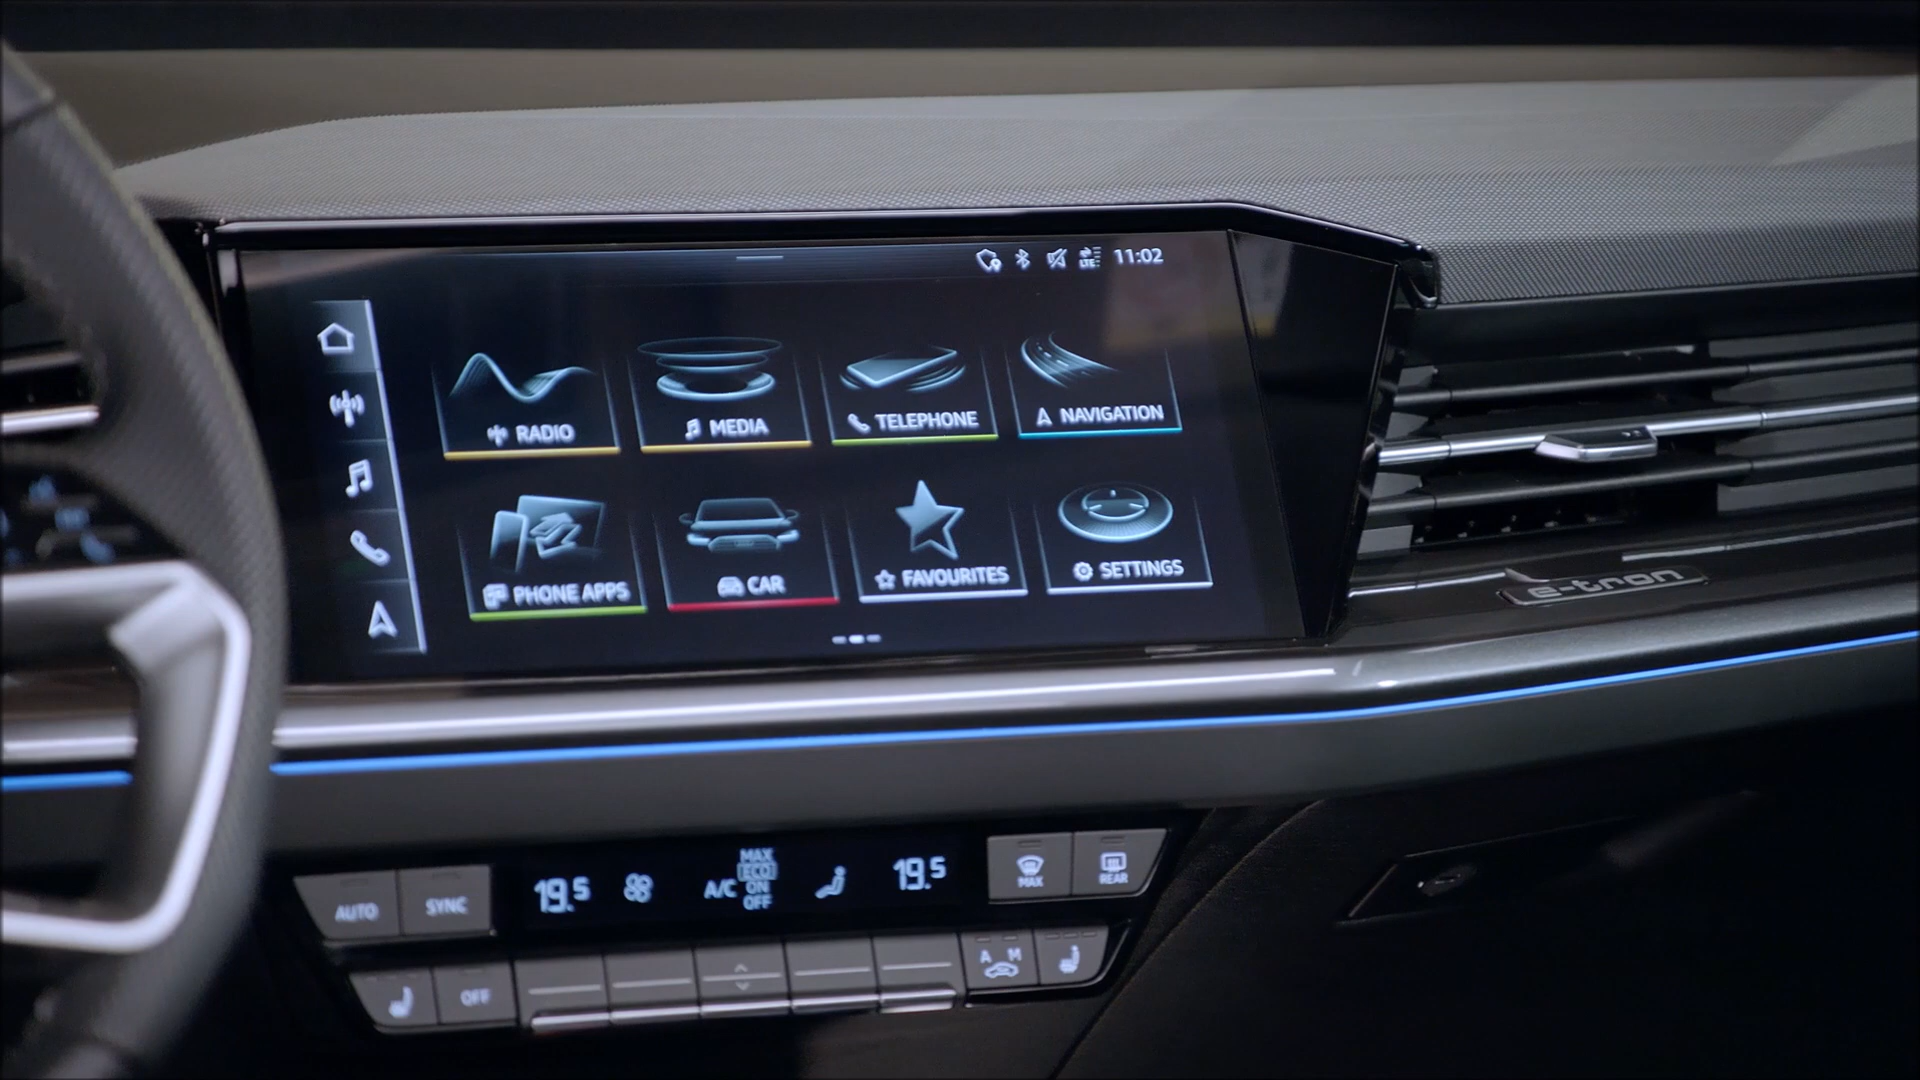 LTE 11:02
RADIO MEDIA TELEPHONE NAVIGATION
PHONE APPS CAR FAVOURITES SETTINGS
e-tron
AUTO SYNC 19.5 A/C MAX ECO ON OFF 19.5 MAX REAR
OFF A M